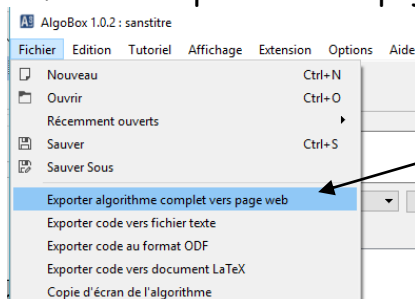 AlgoBox 1.0.2 : sanstitre
Fichier Edition Tutoriel Affichage Extension Options Aide
Nouveau Ctrl+N
Ouvrir Ctrl+O
Récemment ouverts
Sauver Ctrl+S
Sauver Sous
Exporter algorithme complet vers page web
Exporter code vers fichier texte
Exporter code au format ODF
Exporter code vers document LaTeX
Copie d'écran de l'algorithme